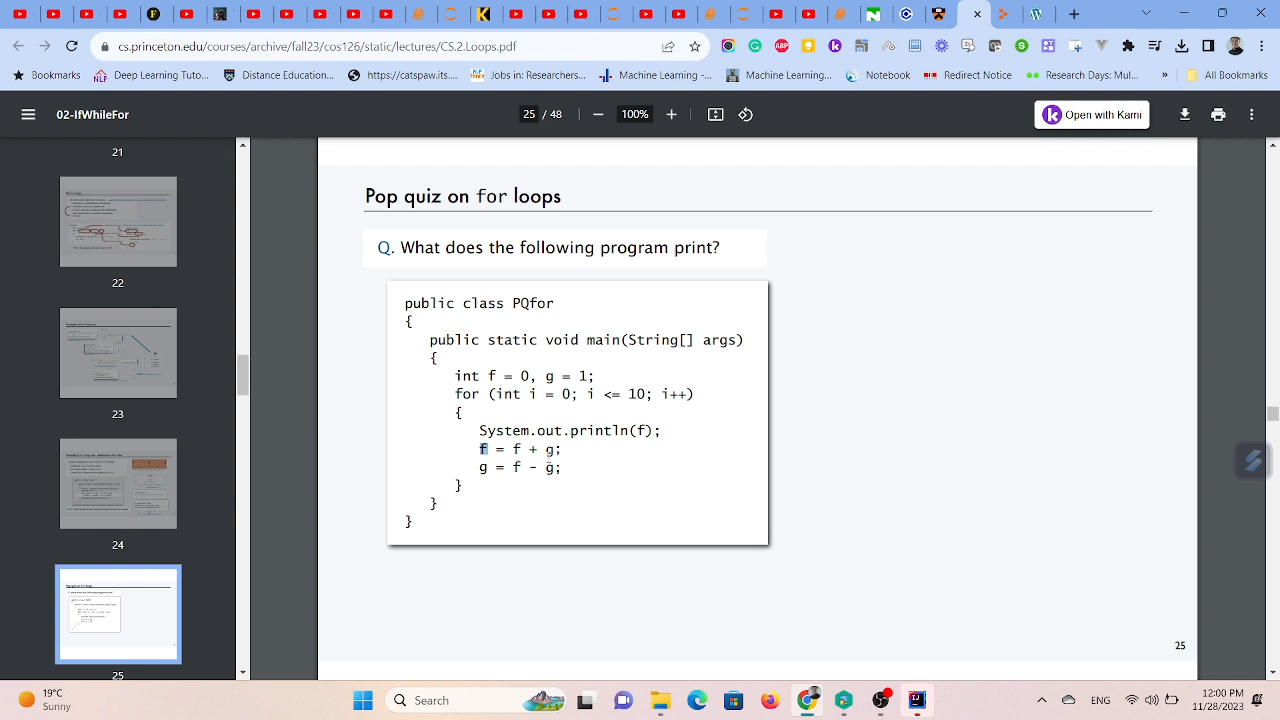 cs.princeton.edu/courses/archive/fall23/cos126/static/lectures/CS.2.Loops.pdf
Bookmarks
Deep Learning Tuto...
Distance Education...
https://catspaw.its....
Jobs in: Researchers...
Machine Learning -...
Machine Learning...
Notebook
Redirect Notice
Research Days: Mul...
»
All Bookmarks
02-IfWhileFor
25 / 48
100%
Open with Kami
21
22
23
24
25
Pop quiz on for loops
Q. What does the following program print?
public class PQfor
{
public static void main(String[] args)
{
int f = 0, g = 1;
for (int i = 0; i <= 10; i++)
{
System.out.println(f);
f = f + g;
g = f - g;
}
}
}
25
19°C
Sunny
Search
ENG
12:00 PM
11/28/2023